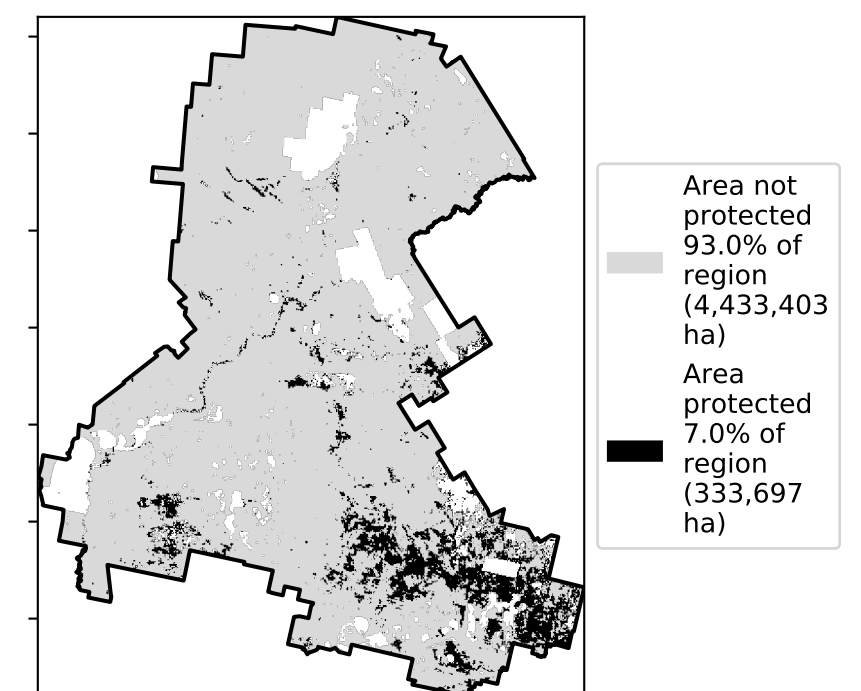 Area not
protected
93.0% of
region
(4,433,403
ha)
Area
protected
7.0% of
region
(333,697
ha)